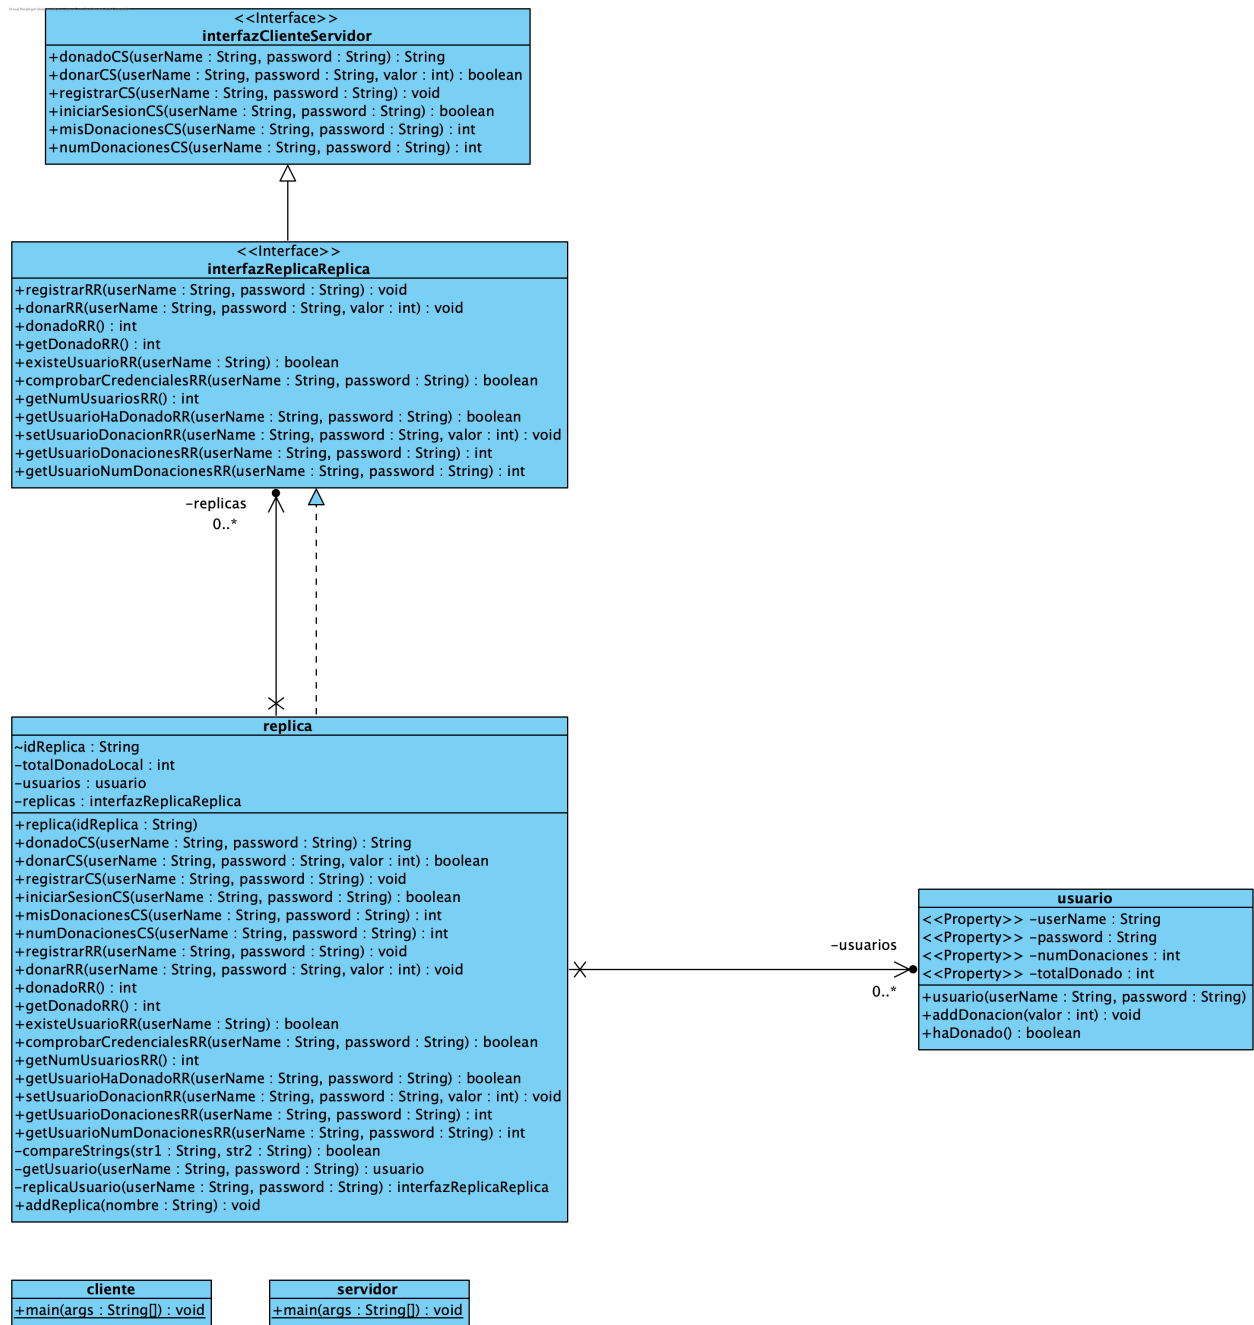 <<Interface>>
interfazClienteServidor
+donadoCS(userName : String, password : String) : String
+donarCS(userName : String, password : String, valor : int) : boolean
+registrarCS(userName : String, password : String) : void
+iniciarSesionCS(userName : String, password : String) : boolean
+misDonacionesCS(userName : String, password : String) : int
+numDonacionesCS(userName : String, password : String) : int
<<Interface>>
interfazReplicaReplica
+registrarRR(userName : String, password : String) : void
+donarRR(userName : String, password : String, valor : int) : void
+donadoRR() : int
+getDonadoRR() : int
+existeUsuarioRR(userName : String) : boolean
+comprobarCredencialesRR(userName : String, password : String) : boolean
+getNumUsuariosRR() : int
+getUsuarioHaDonadoRR(userName : String, password : String) : boolean
+setUsuarioDonacionRR(userName : String, password : String, valor : int) : void
+getUsuarioDonacionesRR(userName : String, password : String) : int
+getUsuarioNumDonacionesRR(userName : String, password : String) : int
-replicas
0..*
replica
~idReplica : String
-totalDonadoLocal : int
-usuarios : usuario
-replicas : interfazReplicaReplica
+replica(idReplica : String)
+donadoCS(userName : String, password : String) : String
+donarCS(userName : String, password : String, valor : int) : boolean
+registrarCS(userName : String, password : String) : void
+iniciarSesionCS(userName : String, password : String) : boolean
+misDonacionesCS(userName : String, password : String) : int
+numDonacionesCS(userName : String, password : String) : int
+registrarRR(userName : String, password : String) : void
+donarRR(userName : String, password : String, valor : int) : void
+donadoRR() : int
+getDonadoRR() : int
+existeUsuarioRR(userName : String) : boolean
+comprobarCredencialesRR(userName : String, password : String) : boolean
+getNumUsuariosRR() : int
+getUsuarioHaDonadoRR(userName : String, password : String) : boolean
+setUsuarioDonacionRR(userName : String, password : String, valor : int) : void
+getUsuarioDonacionesRR(userName : String, password : String) : int
+getUsuarioNumDonacionesRR(userName : String, password : String) : int
-compareStrings(str1 : String, str2 : String) : boolean
-getUsuario(userName : String, password : String) : usuario
-replicaUsuario(userName : String, password : String) : interfazReplicaReplica
+addReplica(nombre : String) : void
-usuarios
0..*
usuario
<<Property>> -userName : String
<<Property>> -password : String
<<Property>> -numDonaciones : int
<<Property>> -totalDonado : int
+usuario(userName : String, password : String)
+addDonacion(valor : int) : void
+haDonado() : boolean
cliente
+main(args : String[]) : void
servidor
+main(args : String[]) : void